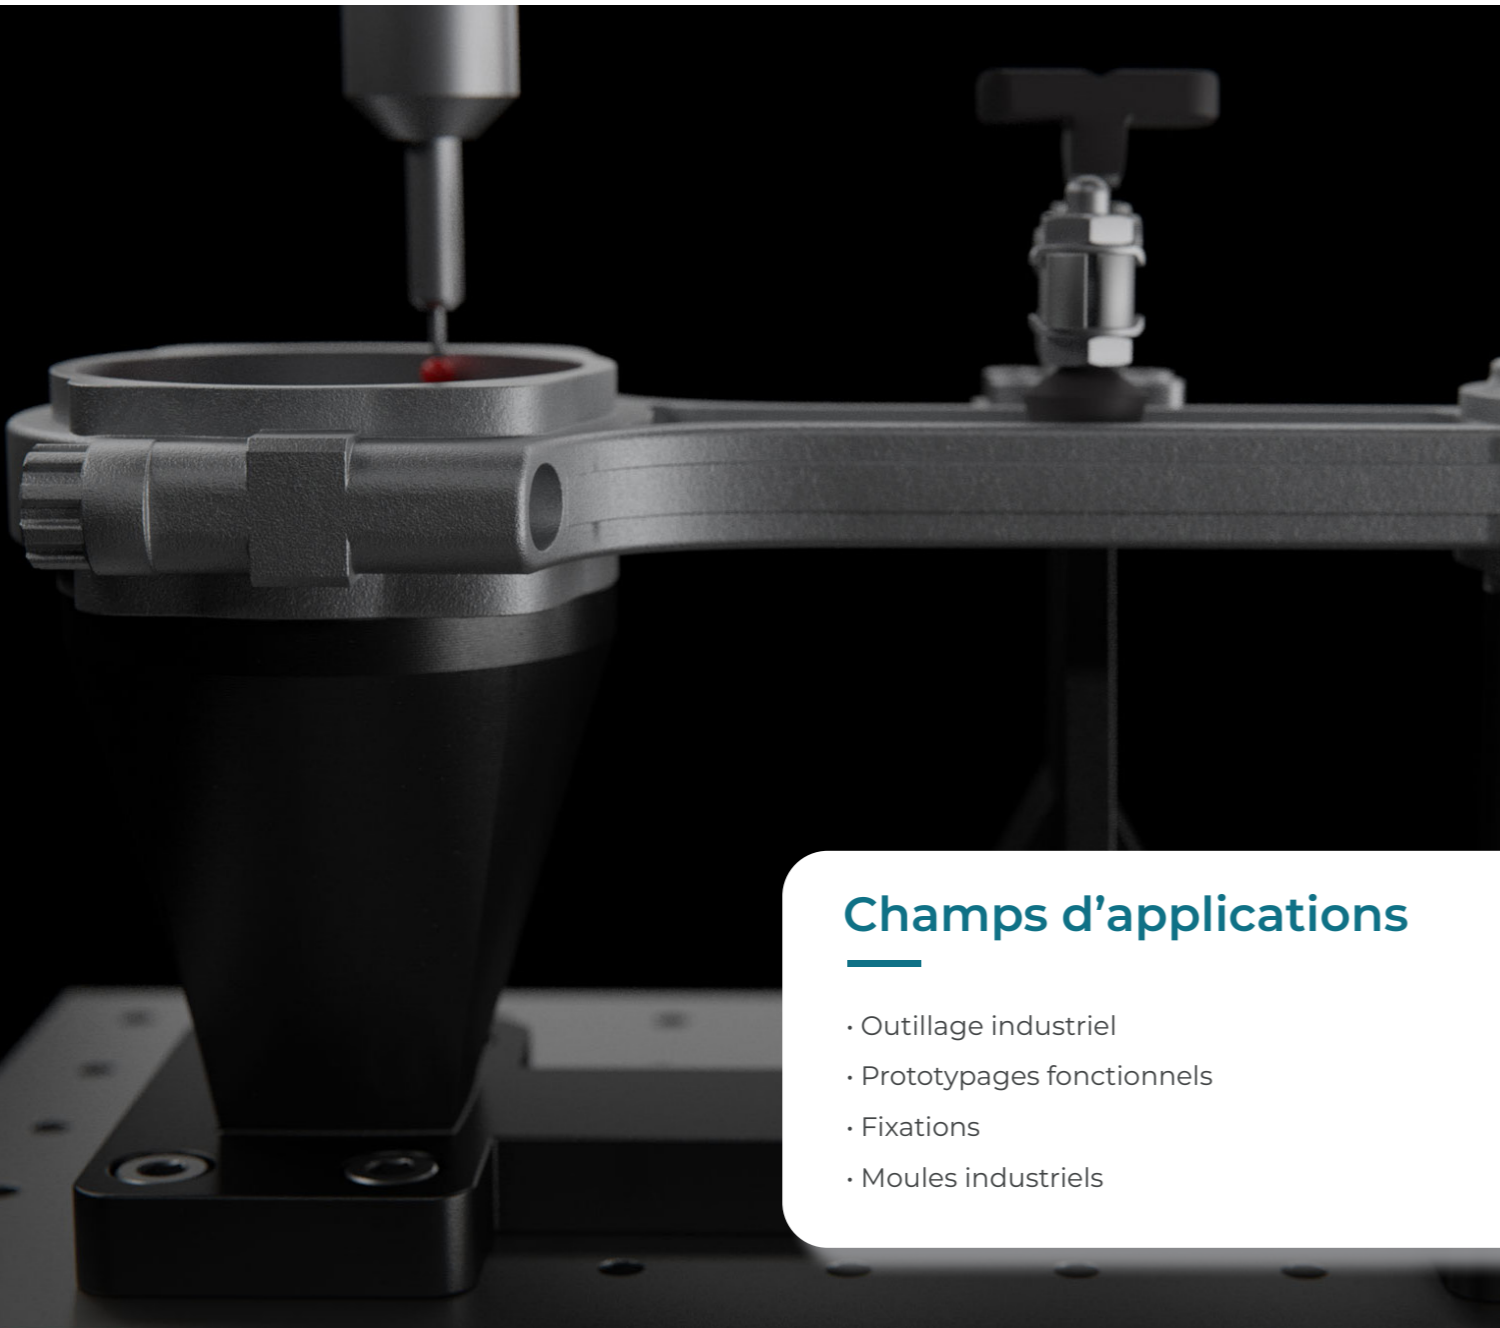 Champs d’applications
• Outillage industriel
• Prototypages fonctionnels
• Fixations
• Moules industriels